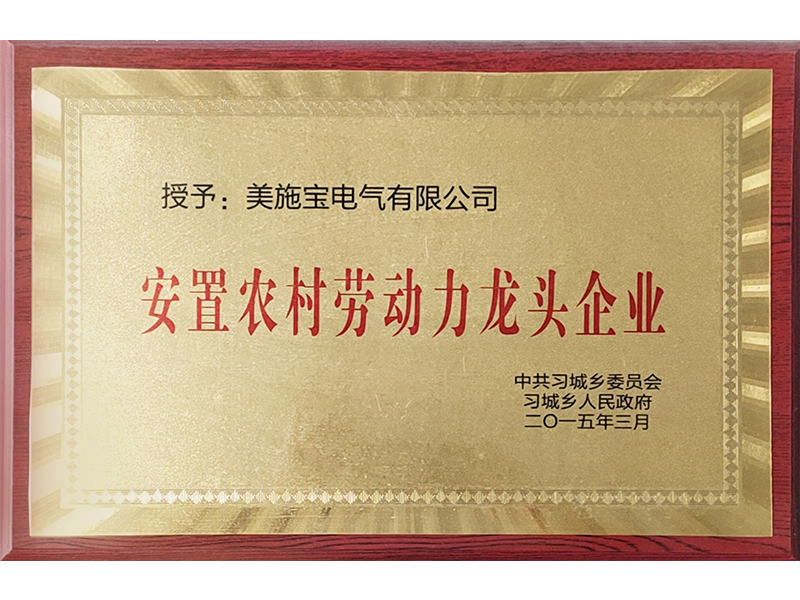 授予：美施宝电气有限公司
安置农村劳动力龙头企业
中共习城乡委员会
习城乡人民政府
二〇一五年三月